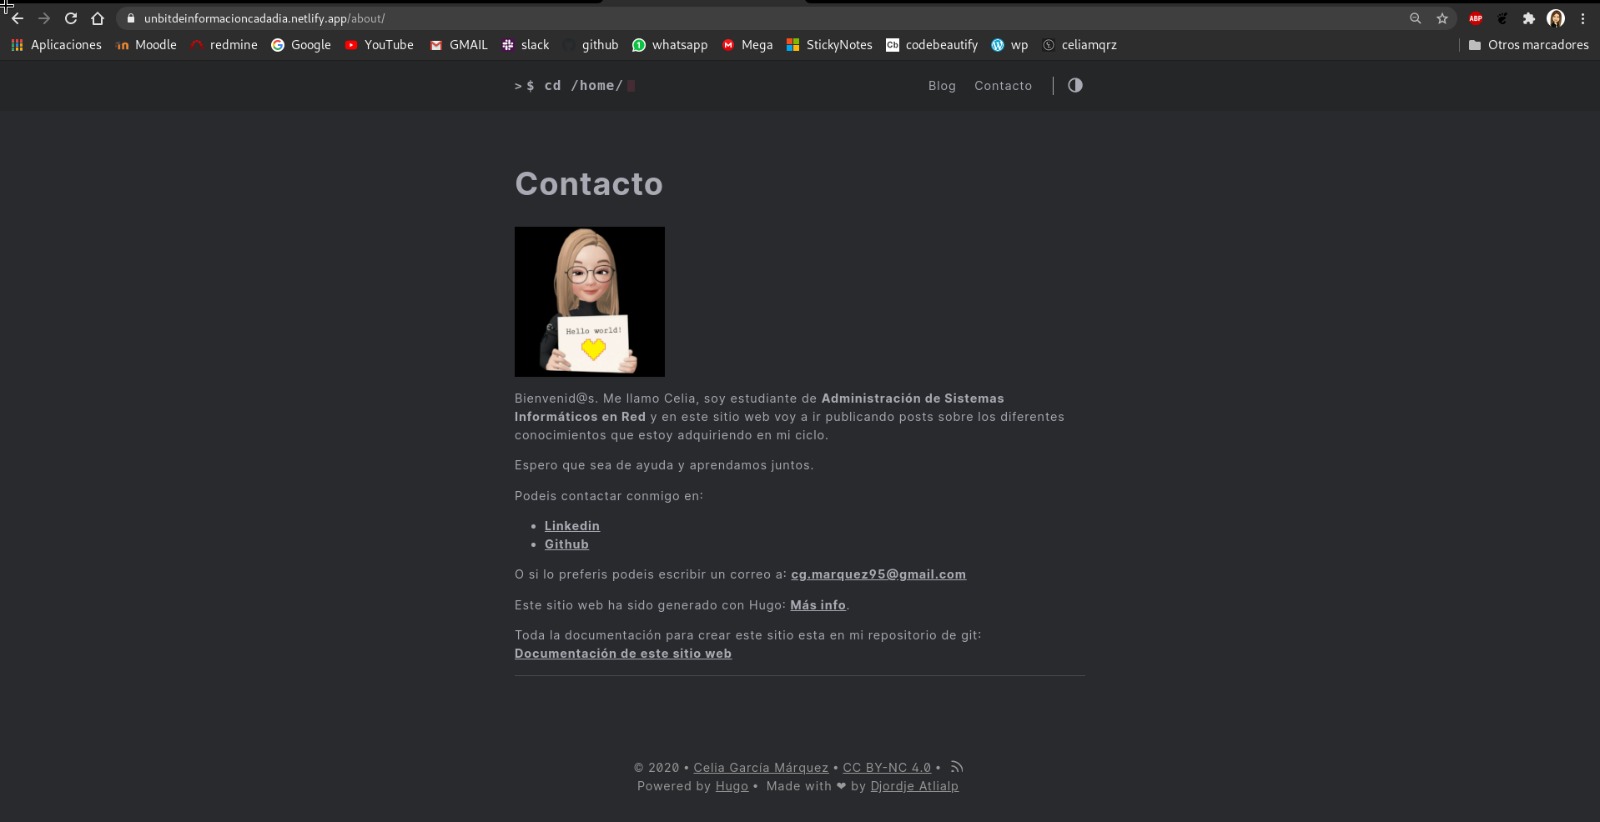 unbitdeinformacioncadadia.netlify.app/about/
ABP
Aplicaciones Moodle redmine Google YouTube GMAIL slack github whatsapp Mega StickyNotes codebeautify wp celiamqrz Otros marcadores
>$ cd /home/ Blog Contacto
Contacto
Hello world!
Bienvenid@s. Me llamo Celia, soy estudiante de Administración de Sistemas
Informáticos en Red y en este sitio web voy a ir publicando posts sobre los diferentes
conocimientos que estoy adquiriendo en mi ciclo.
Espero que sea de ayuda y aprendamos juntos.
Podeis contactar conmigo en:
• Linkedin
• Github
O si lo preferis podeis escribir un correo a: cg.marquez95@gmail.com
Este sitio web ha sido generado con Hugo: Más info.
Toda la documentación para crear este sitio esta en mi repositorio de git:
Documentación de este sitio web
© 2020 • Celia García Márquez • CC BY-NC 4.0 •
Powered by Hugo • Made with ❤ by Djordje Atlialp